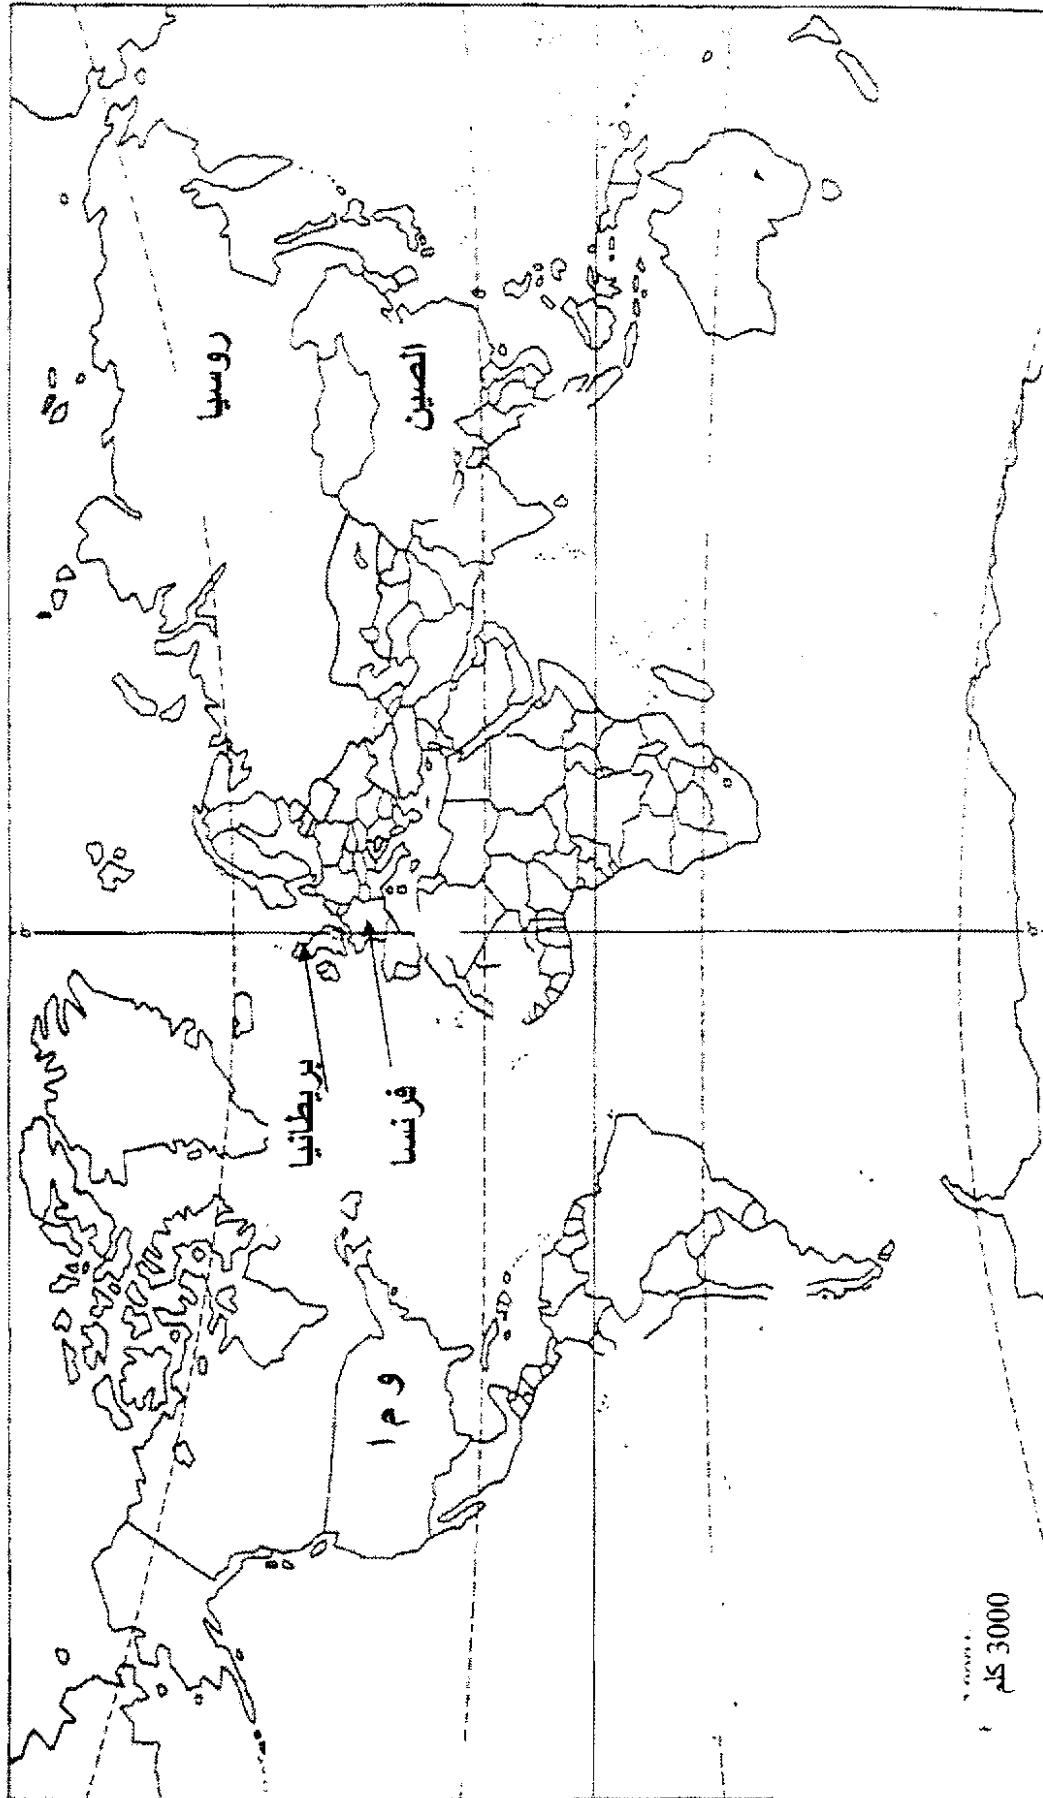 روسيا
الصين
بريطانيا
فرنسا
و م ا
3000 كلم